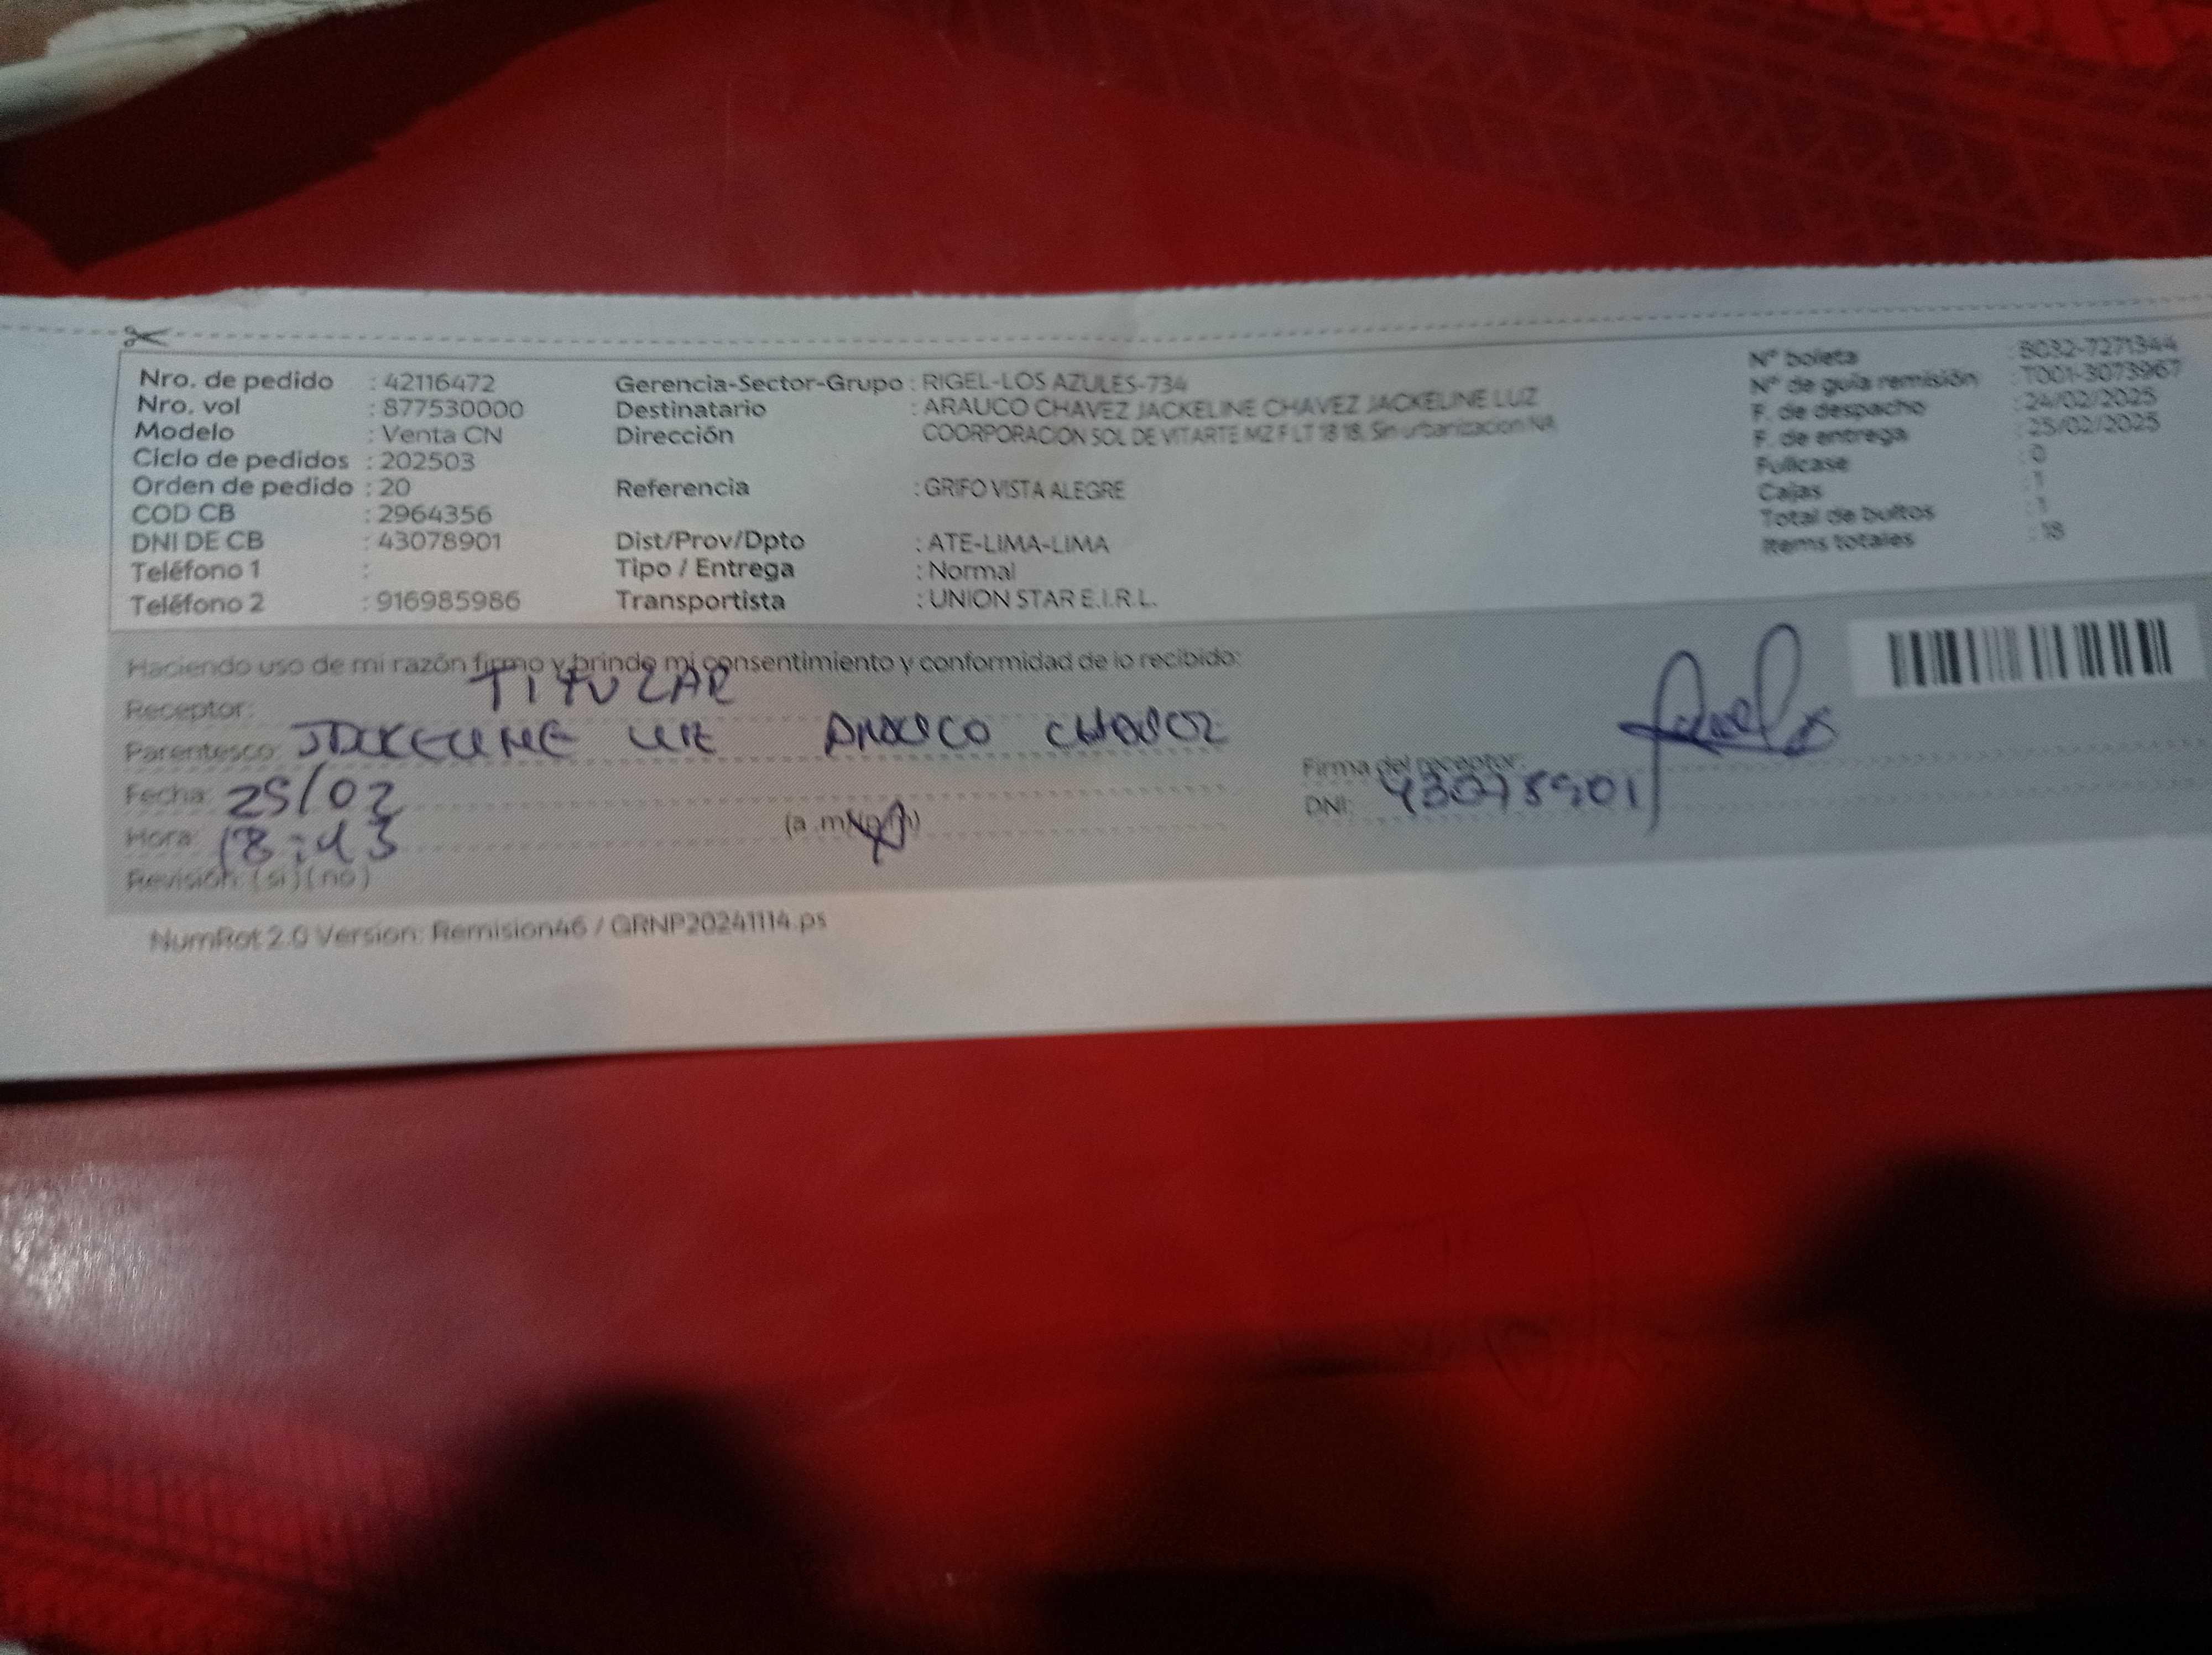 Nro. de pedido : 42116472
Nro. vol : 877530000
Modelo : Venta CN
Ciclo de pedidos : 202503
Orden de pedido : 20
COD CB : 2964356
DNI DE CB : 43078901
Teléfono 1 :
Teléfono 2 : 916985986
Gerencia-Sector-Grupo : RIGEL-LOS AZULES-734
Destinatario : ARAUCO CHAVEZ JACKELINE CHAVEZ JACKELINE LUZ
Dirección COORPORACION SOL DE VITARTE MZ F LT 18 18, Sin urbanizacion NA
Referencia : GRIFO VISTA ALEGRE
Dist/Prov/Dpto : ATE-LIMA-LIMA
Tipo / Entrega : Normal
Transportista : UNION STAR E.I.R.L.
N° boleta : B032-7271344
N° de guía remisión : T001-3073967
F. de despacho : 24/02/2025
F. de entrega : 25/02/2025
Fullcase : 0
Cajas : 1
Total de bultos : 1
Items totales : 18
Haciendo uso de mi razón firmo y brindo mi consentimiento y conformidad de lo recibido:
Receptor: TITULAR
Parentesco: JACKELINE LUZ ARAUCO CHAVEZ
Fecha: 25/02
Hora: 18:43 (a.m)(p.m)
Revisión: (si) (no)
Firma del receptor:
DNI: 43078901
NumRot 2.0 Version: Remision46 / GRNP20241114.ps